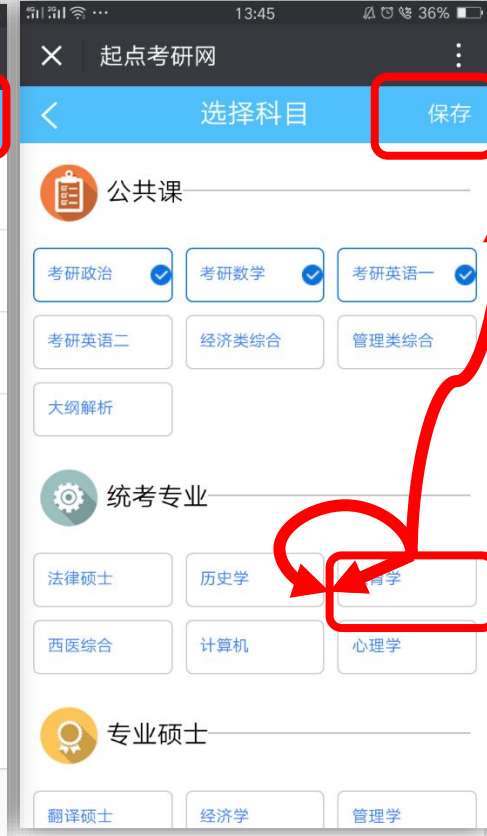 13:45 36%
起点考研网
选择科目 保存
公共课
考研政治 考研数学 考研英语一
考研英语二 经济类综合 管理类综合
大纲解析
统考专业
法律硕士 历史学 育学
西医综合 计算机 心理学
专业硕士
翻译硕士 经济学 管理学